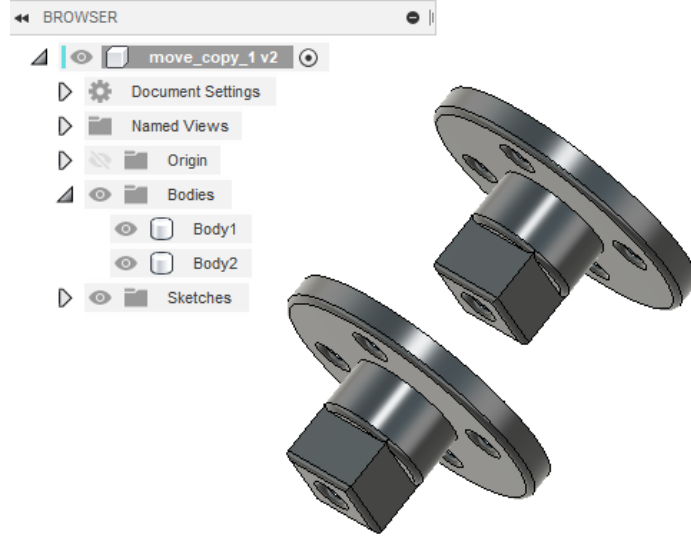 BROWSER
move_copy_1 v2
Document Settings
Named Views
Origin
Bodies
Body1
Body2
Sketches